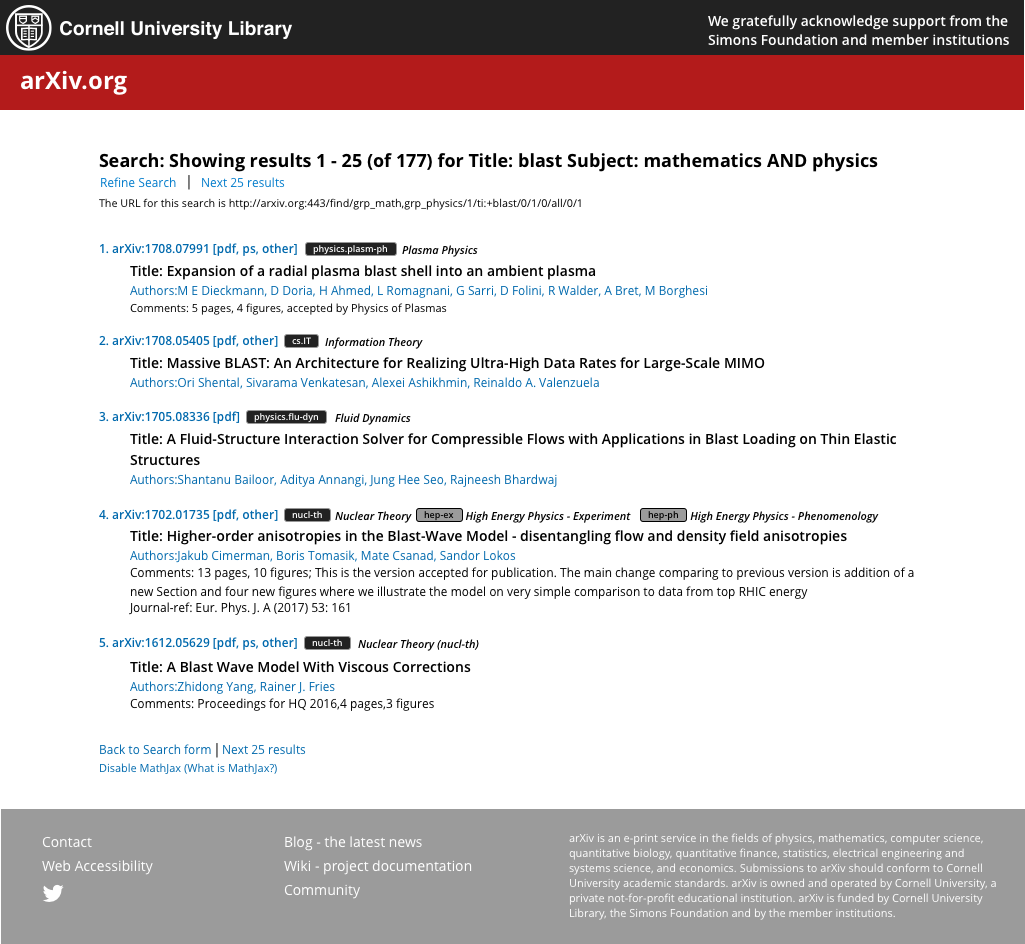 Cornell University Library
We gratefully acknowledge support from the
Simons Foundation and member institutions
arXiv.org
Search: Showing results 1 - 25 (of 177) for Title: blast Subject: mathematics AND physics
Refine Search | Next 25 results
The URL for this search is http://arxiv.org:443/find/grp_math,grp_physics/1/ti:+blast/0/1/0/all/0/1
1. arXiv:1708.07991 [pdf, ps, other] physics.plasm-ph Plasma Physics
Title: Expansion of a radial plasma blast shell into an ambient plasma
Authors:M E Dieckmann, D Doria, H Ahmed, L Romagnani, G Sarri, D Folini, R Walder, A Bret, M Borghesi
Comments: 5 pages, 4 figures, accepted by Physics of Plasmas
2. arXiv:1708.05405 [pdf, other] cs.IT Information Theory
Title: Massive BLAST: An Architecture for Realizing Ultra-High Data Rates for Large-Scale MIMO
Authors:Ori Shental, Sivarama Venkatesan, Alexei Ashikhmin, Reinaldo A. Valenzuela
3. arXiv:1705.08336 [pdf] physics.flu-dyn Fluid Dynamics
Title: A Fluid-Structure Interaction Solver for Compressible Flows with Applications in Blast Loading on Thin Elastic
Structures
Authors:Shantanu Bailoor, Aditya Annangi, Jung Hee Seo, Rajneesh Bhardwaj
4. arXiv:1702.01735 [pdf, other] nucl-th Nuclear Theory hep-ex High Energy Physics - Experiment hep-ph High Energy Physics - Phenomenology
Title: Higher-order anisotropies in the Blast-Wave Model - disentangling flow and density field anisotropies
Authors:Jakub Cimerman, Boris Tomasik, Mate Csanad, Sandor Lokos
Comments: 13 pages, 10 figures; This is the version accepted for publication. The main change comparing to previous version is addition of a
new Section and four new figures where we illustrate the model on very simple comparison to data from top RHIC energy
Journal-ref: Eur. Phys. J. A (2017) 53: 161
5. arXiv:1612.05629 [pdf, ps, other] nucl-th Nuclear Theory (nucl-th)
Title: A Blast Wave Model With Viscous Corrections
Authors:Zhidong Yang, Rainer J. Fries
Comments: Proceedings for HQ 2016,4 pages,3 figures
Back to Search form | Next 25 results
Disable MathJax (What is MathJax?)
Contact
Web Accessibility
Blog - the latest news
Wiki - project documentation
Community
arXiv is an e-print service in the fields of physics, mathematics, computer science,
quantitative biology, quantitative finance, statistics, electrical engineering and
systems science, and economics. Submissions to arXiv should conform to Cornell
University academic standards. arXiv is owned and operated by Cornell University, a
private not-for-profit educational institution. arXiv is funded by Cornell University
Library, the Simons Foundation and by the member institutions.